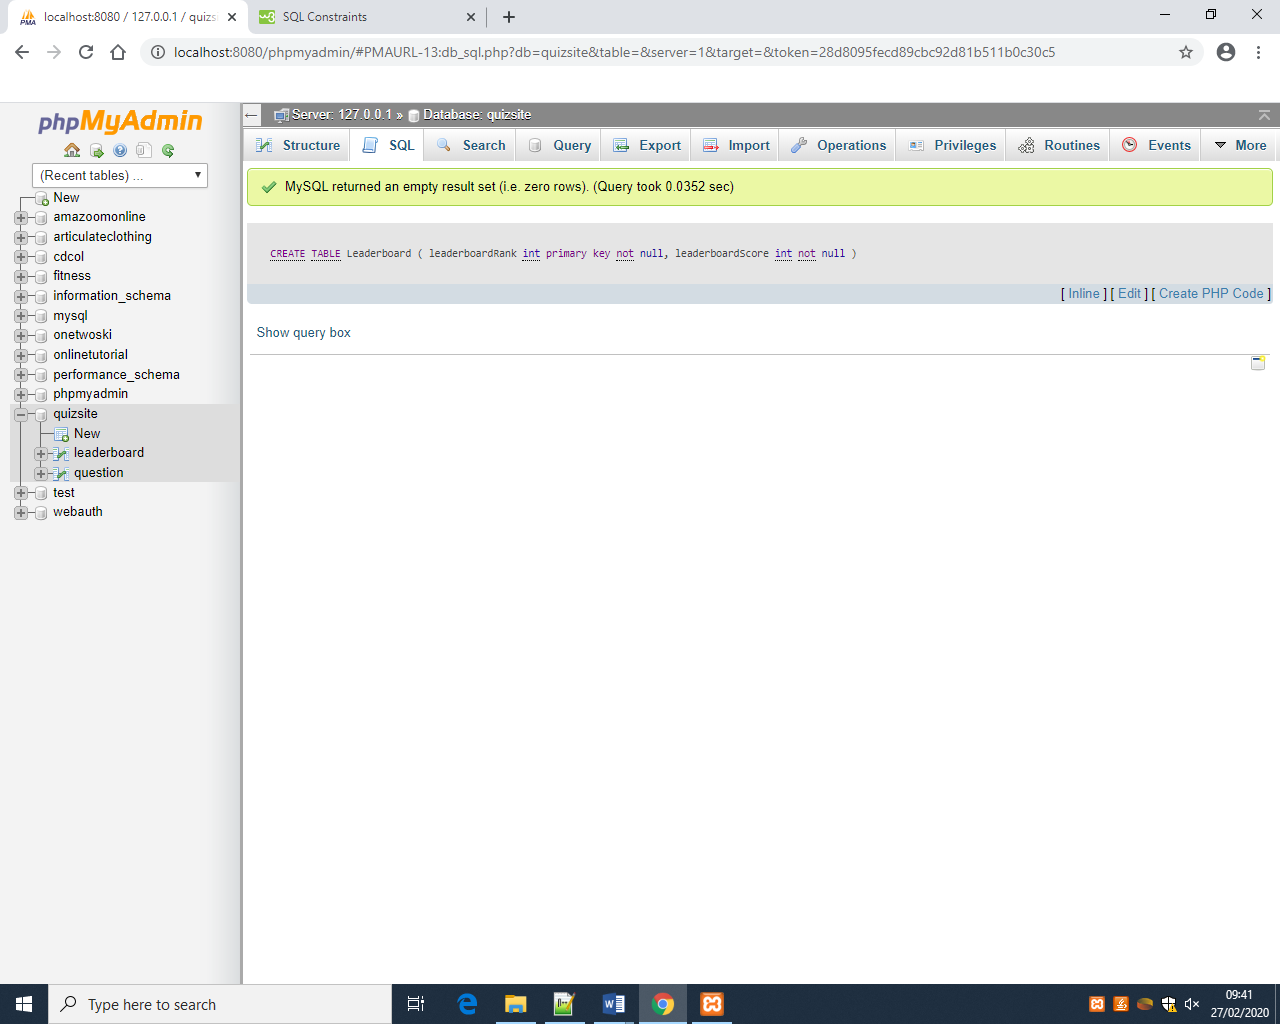 localhost:8080 / 127.0.0.1 / quizs
SQL Constraints
localhost:8080/phpmyadmin/#PMAURL-13:db_sql.php?db=quizsite&table=&server=1&target=&token=28d8095fecd89cbc92d81b511b0c30c5
phpMyAdmin
(Recent tables) ...
New
amazoomonline
articulateclothing
cdcol
fitness
information_schema
mysql
onetwoski
onlinetutorial
performance_schema
phpmyadmin
quizsite
New
leaderboard
question
test
webauth
Server: 127.0.0.1 » Database: quizsite
Structure SQL Search Query Export Import Operations Privileges Routines Events More
MySQL returned an empty result set (i.e. zero rows). (Query took 0.0352 sec)
CREATE TABLE Leaderboard ( leaderboardRank int primary key not null, leaderboardScore int not null )
[ Inline ] [ Edit ] [ Create PHP Code ]
Show query box
Type here to search
09:41
27/02/2020